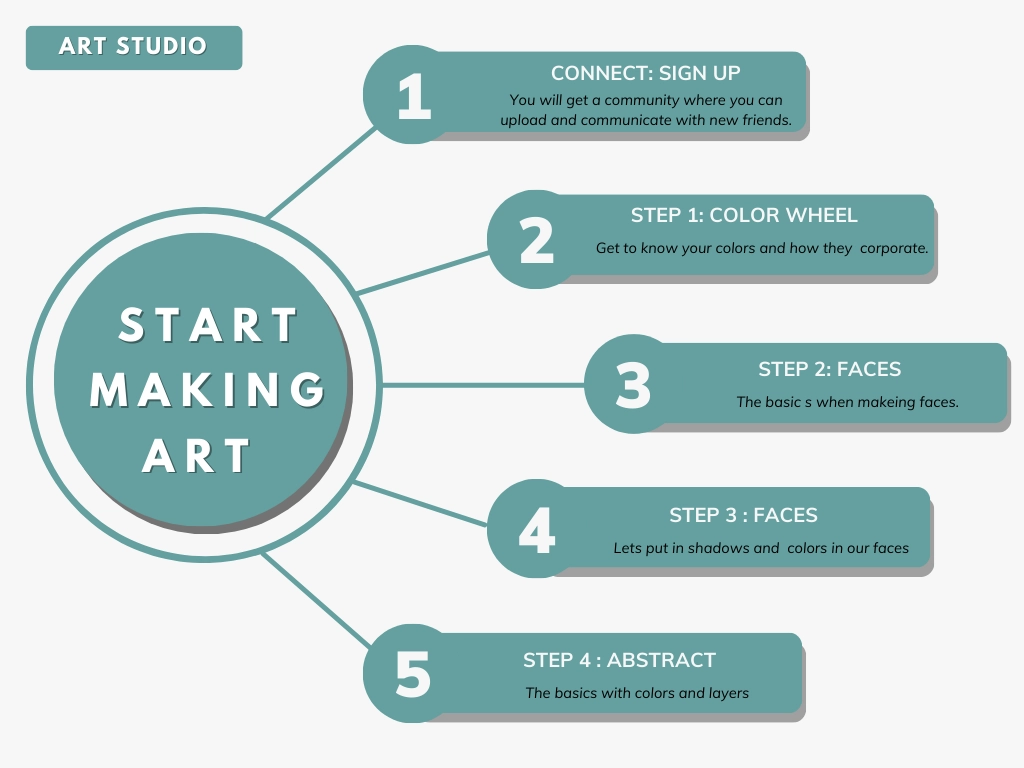 ART STUDIO
START
MAKING
ART
1
CONNECT: SIGN UP
You will get a community where you can
upload and communicate with new friends.
2
STEP 1: COLOR WHEEL
Get to know your colors and how they  corporate.
3
STEP 2: FACES
The basic s when makeing faces.
4
STEP 3 : FACES
Lets put in shadows and  colors in our faces
5
STEP 4 : ABSTRACT
The basics with colors and layers